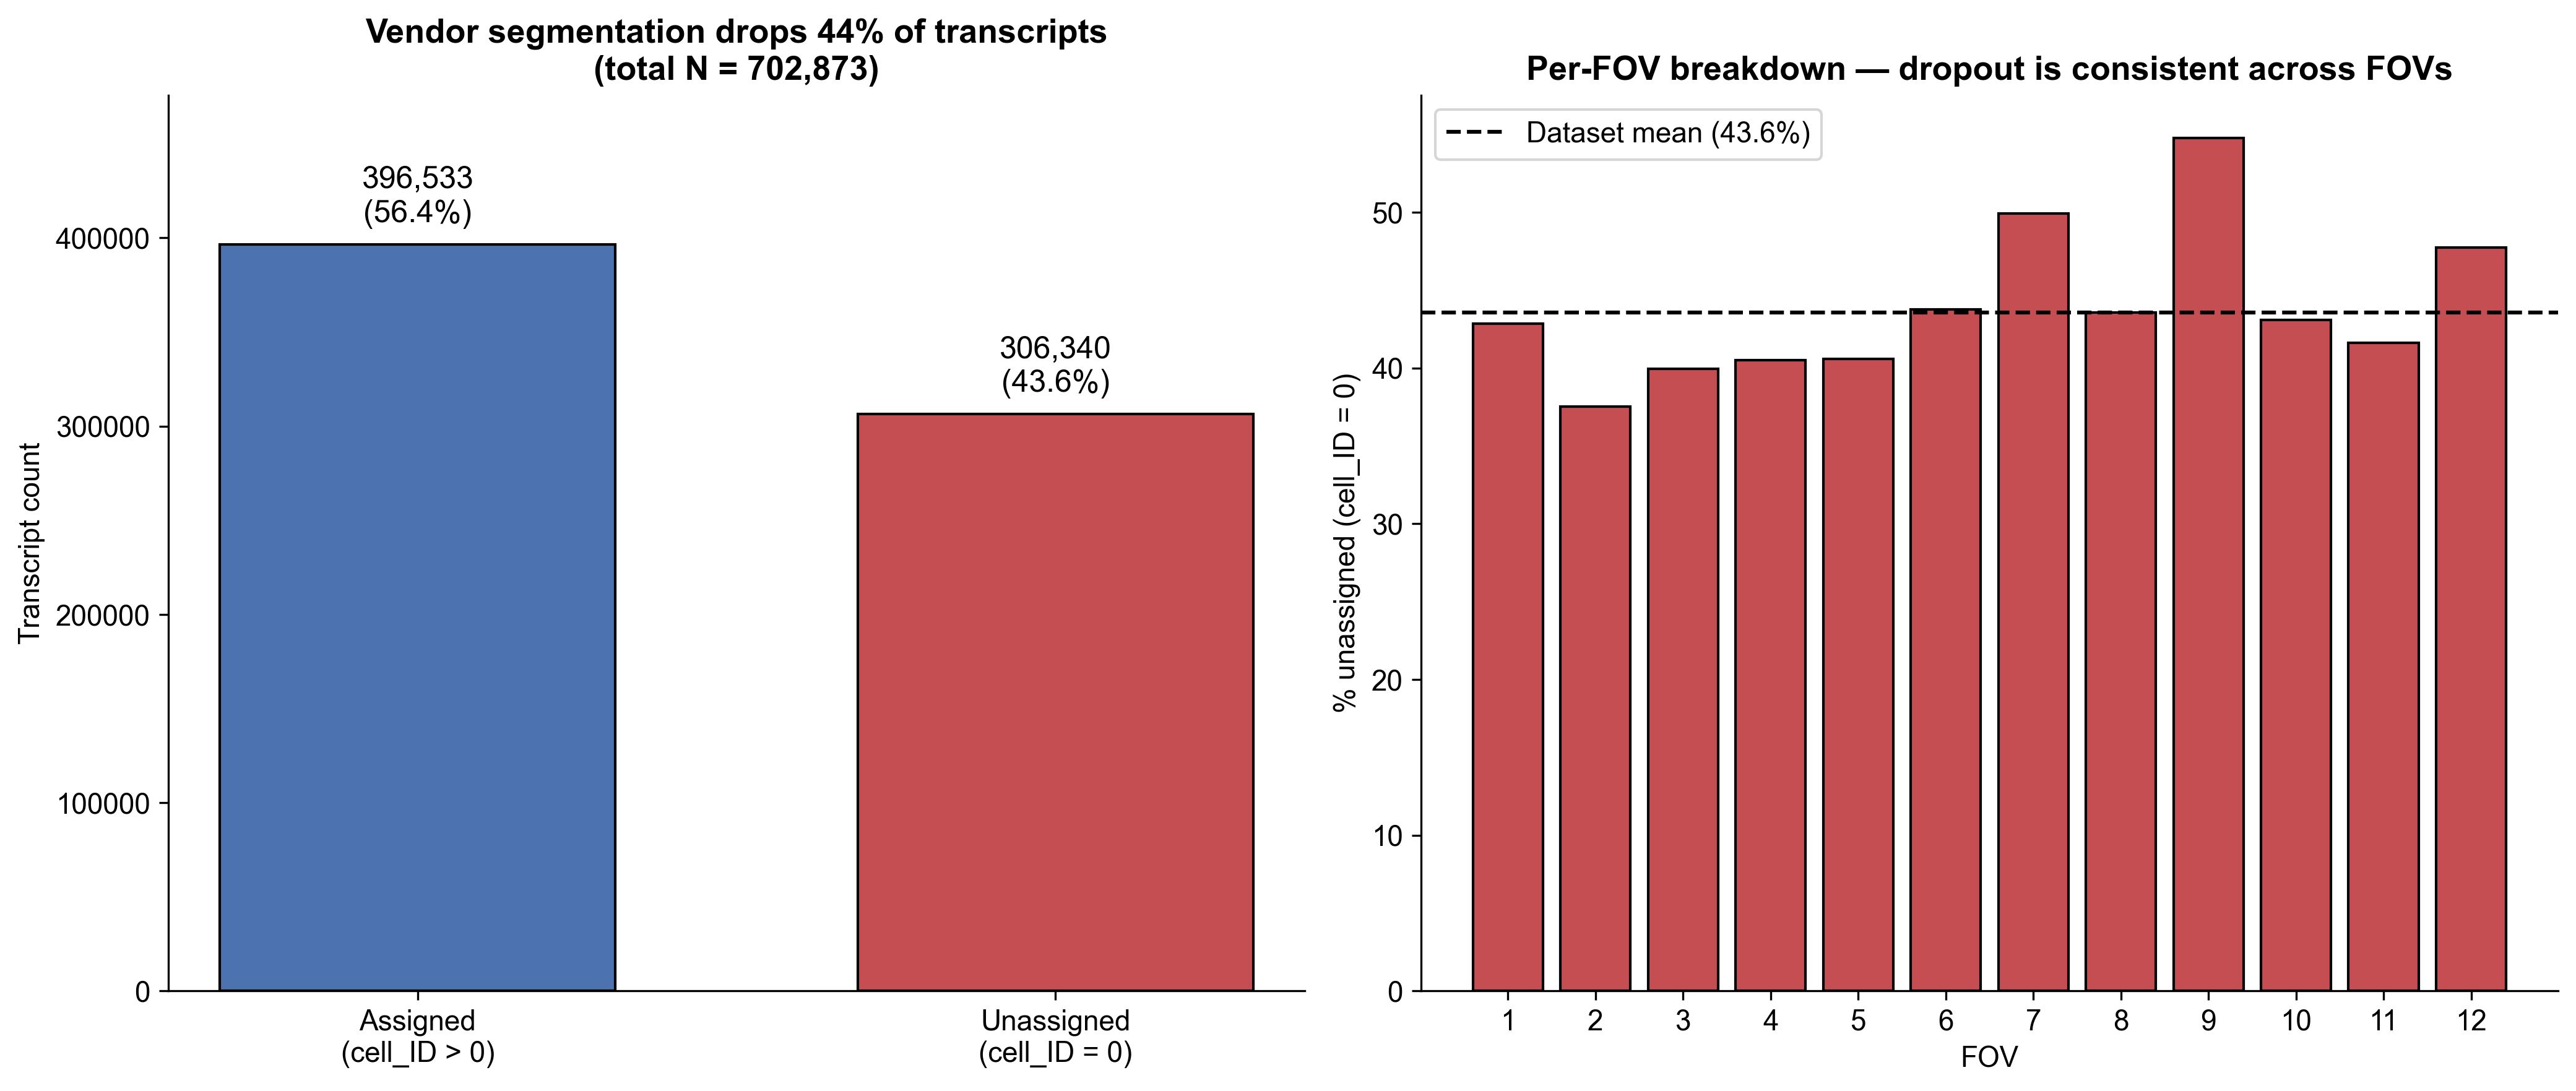 Vendor segmentation drops 44% of transcripts
(total N = 702,873)
Transcript count
400000
300000
200000
100000
0
396,533
(56.4%)
306,340
(43.6%)
Assigned
(cell_ID > 0)
Unassigned
(cell_ID = 0)
Per-FOV breakdown — dropout is consistent across FOVs
Dataset mean (43.6%)
% unassigned (cell_ID = 0)
50
40
30
20
10
0
1 2 3 4 5 6 7 8 9 10 11 12
FOV